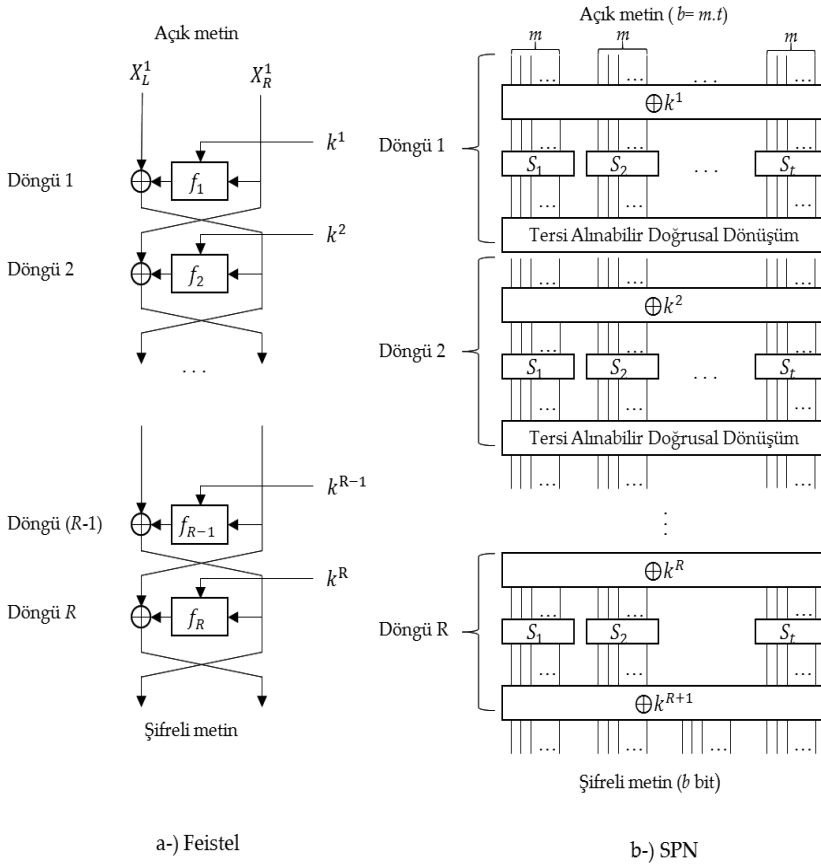 Açık metin
X_L^1 X_R^1
k^1
Döngü 1
f_1
k^2
Döngü 2
f_2
...
k^{R-1}
Döngü (R-1)
f_{R-1}
k^R
Döngü R
f_R
Şifreli metin
a-) Feistel
Açık metin ( b= m.t)
m m m
... ... ... ...
⊕k^1
... ... ...
Döngü 1
S_1 S_2 ... S_t
... ... ...
Tersi Alınabilir Doğrusal Dönüşüm
... ... ...
⊕k^2
... ... ...
Döngü 2
S_1 S_2 ... S_t
... ... ...
Tersi Alınabilir Doğrusal Dönüşüm
... ... ...
⋮
⊕k^R
... ... ...
Döngü R
S_1 S_2 ... S_t
... ... ...
⊕k^{R+1}
... ... ... ...
Şifreli metin (b bit)
b-) SPN